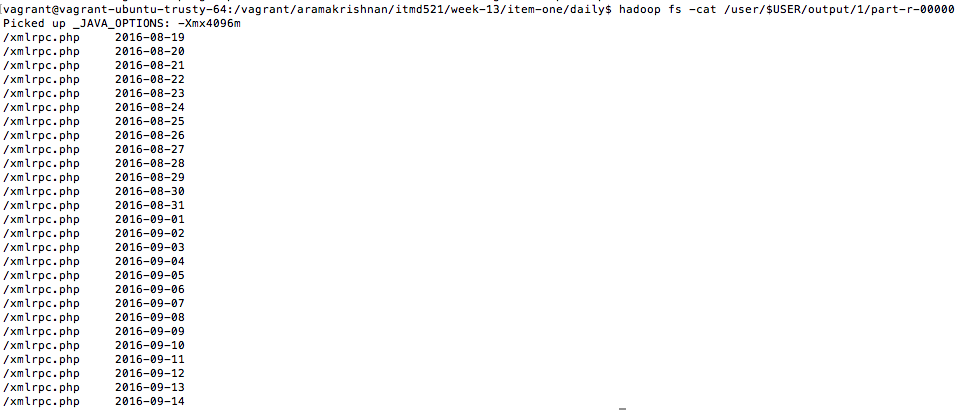 [vagrant@vagrant-ubuntu-trusty-64:/vagrant/aramakrishnan/itmd521/week-13/item-one/daily$ hadoop fs -cat /user/$USER/output/1/part-r-00000
Picked up _JAVA_OPTIONS: -Xmx4096m
/xmlrpc.php 2016-08-19
/xmlrpc.php 2016-08-20
/xmlrpc.php 2016-08-21
/xmlrpc.php 2016-08-22
/xmlrpc.php 2016-08-23
/xmlrpc.php 2016-08-24
/xmlrpc.php 2016-08-25
/xmlrpc.php 2016-08-26
/xmlrpc.php 2016-08-27
/xmlrpc.php 2016-08-28
/xmlrpc.php 2016-08-29
/xmlrpc.php 2016-08-30
/xmlrpc.php 2016-08-31
/xmlrpc.php 2016-09-01
/xmlrpc.php 2016-09-02
/xmlrpc.php 2016-09-03
/xmlrpc.php 2016-09-04
/xmlrpc.php 2016-09-05
/xmlrpc.php 2016-09-06
/xmlrpc.php 2016-09-07
/xmlrpc.php 2016-09-08
/xmlrpc.php 2016-09-09
/xmlrpc.php 2016-09-10
/xmlrpc.php 2016-09-11
/xmlrpc.php 2016-09-12
/xmlrpc.php 2016-09-13
/xmlrpc.php 2016-09-14